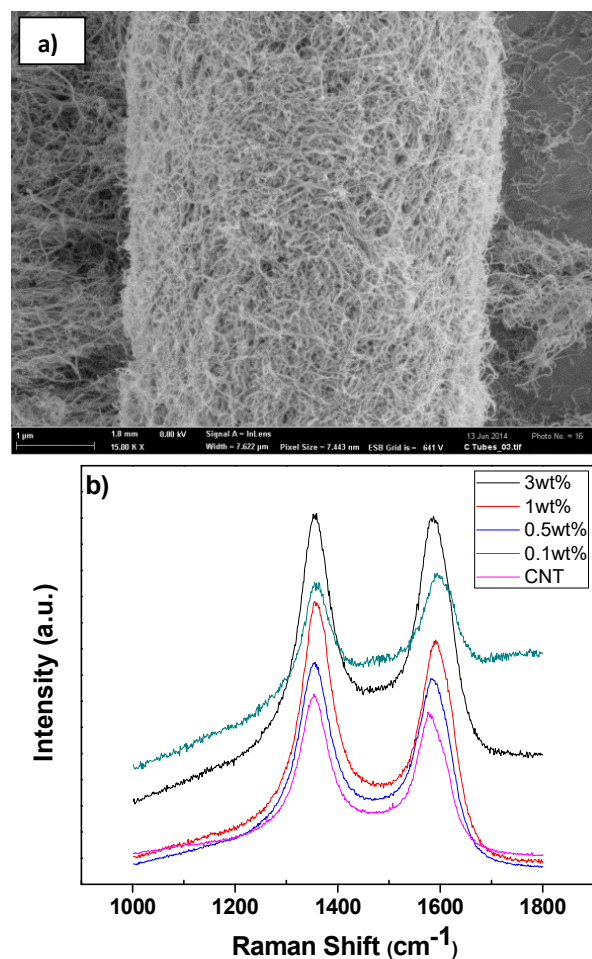 a)
1 µm
1.8 mm 0.80 kV Signal A = InLens 13 Jun 2014 Photo No. = 16
15.00 K X Width = 7.622 µm Pixel Size = 7.443 nm ESB Grid is = 641 V C Tubes_03.tif
b)
3wt%
1wt%
0.5wt%
0.1wt%
CNT
Intensity (a.u.)
1000 1200 1400 1600 1800
Raman Shift (cm⁻¹)